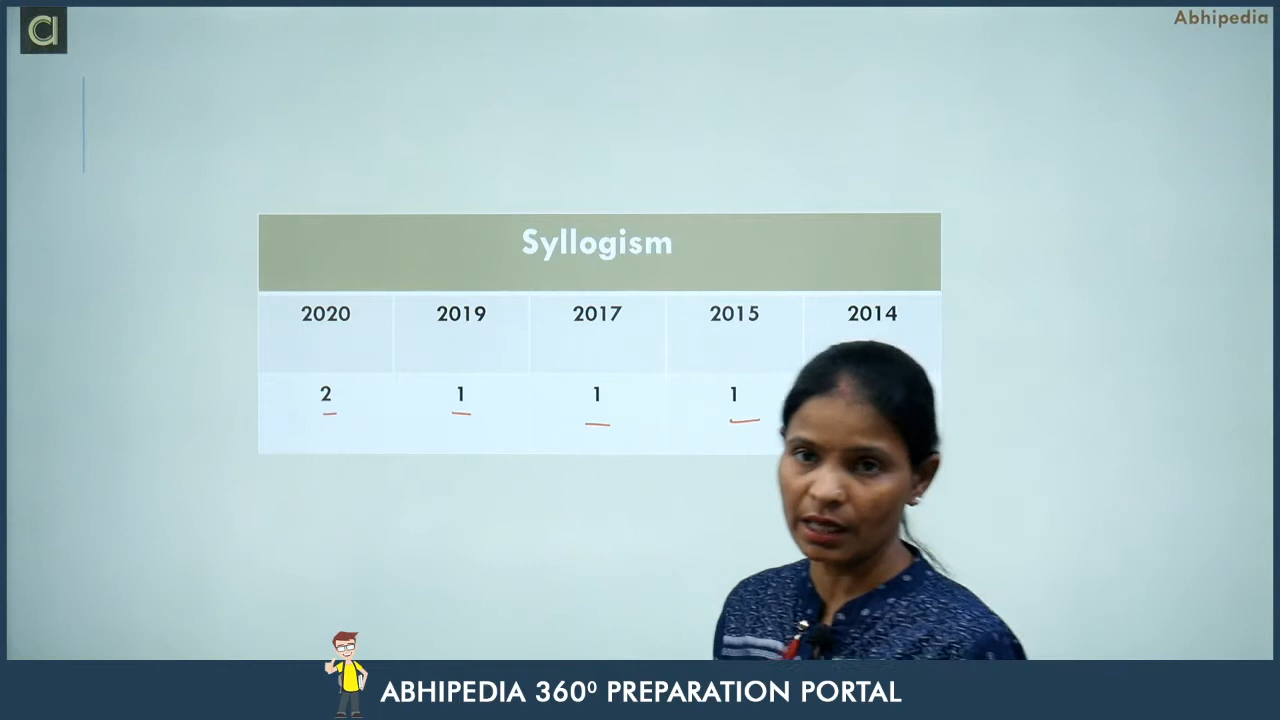 Abhipedia
Syllogism
2020 2019 2017 2015 2014
2 1 1 1
ABHIPEDIA 360⁰ PREPARATION PORTAL